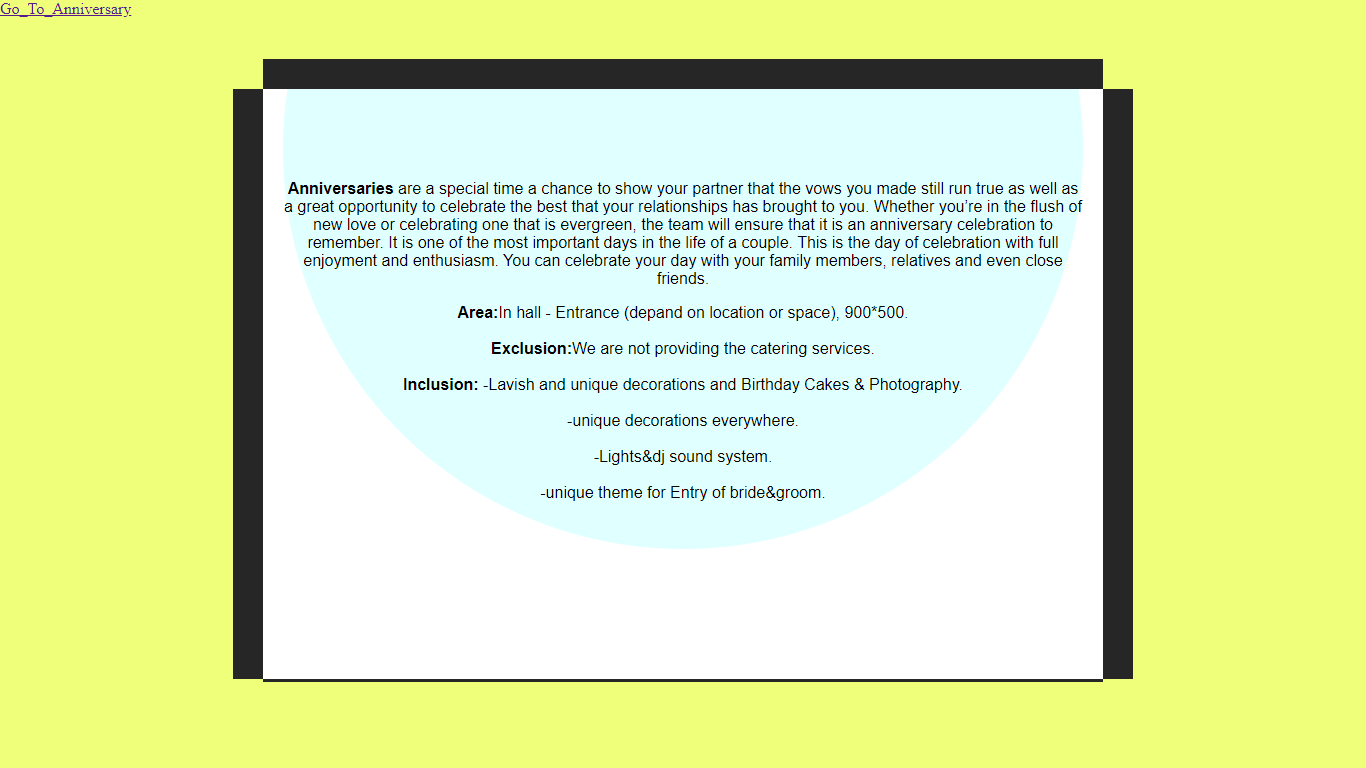 Go_To_Anniversary
Anniversaries are a special time a chance to show your partner that the vows you made still run true as well as
a great opportunity to celebrate the best that your relationships has brought to you. Whether you’re in the flush of
new love or celebrating one that is evergreen, the team will ensure that it is an anniversary celebration to
remember. It is one of the most important days in the life of a couple. This is the day of celebration with full
enjoyment and enthusiasm. You can celebrate your day with your family members, relatives and even close
friends.
Area:In hall - Entrance (depand on location or space), 900*500.
Exclusion:We are not providing the catering services.
Inclusion: -Lavish and unique decorations and Birthday Cakes & Photography.
-unique decorations everywhere.
-Lights&dj sound system.
-unique theme for Entry of bride&groom.